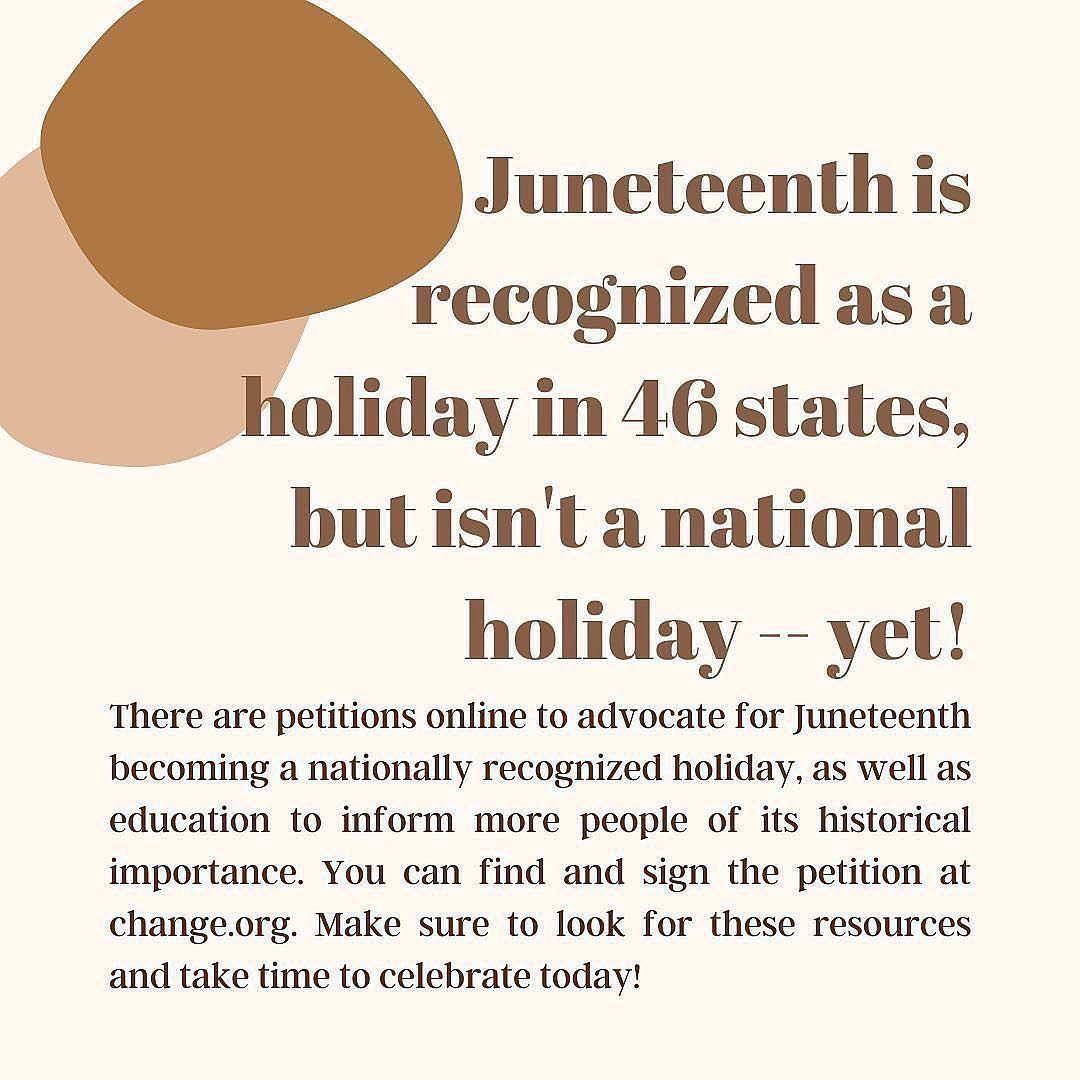 Juneteenth is
recognized as a
holiday in 46 states,
but isn't a national
holiday -- yet!
There are petitions online to advocate for Juneteenth
becoming a nationally recognized holiday, as well as
education to inform more people of its historical
importance. You can find and sign the petition at
change.org. Make sure to look for these resources
and take time to celebrate today!